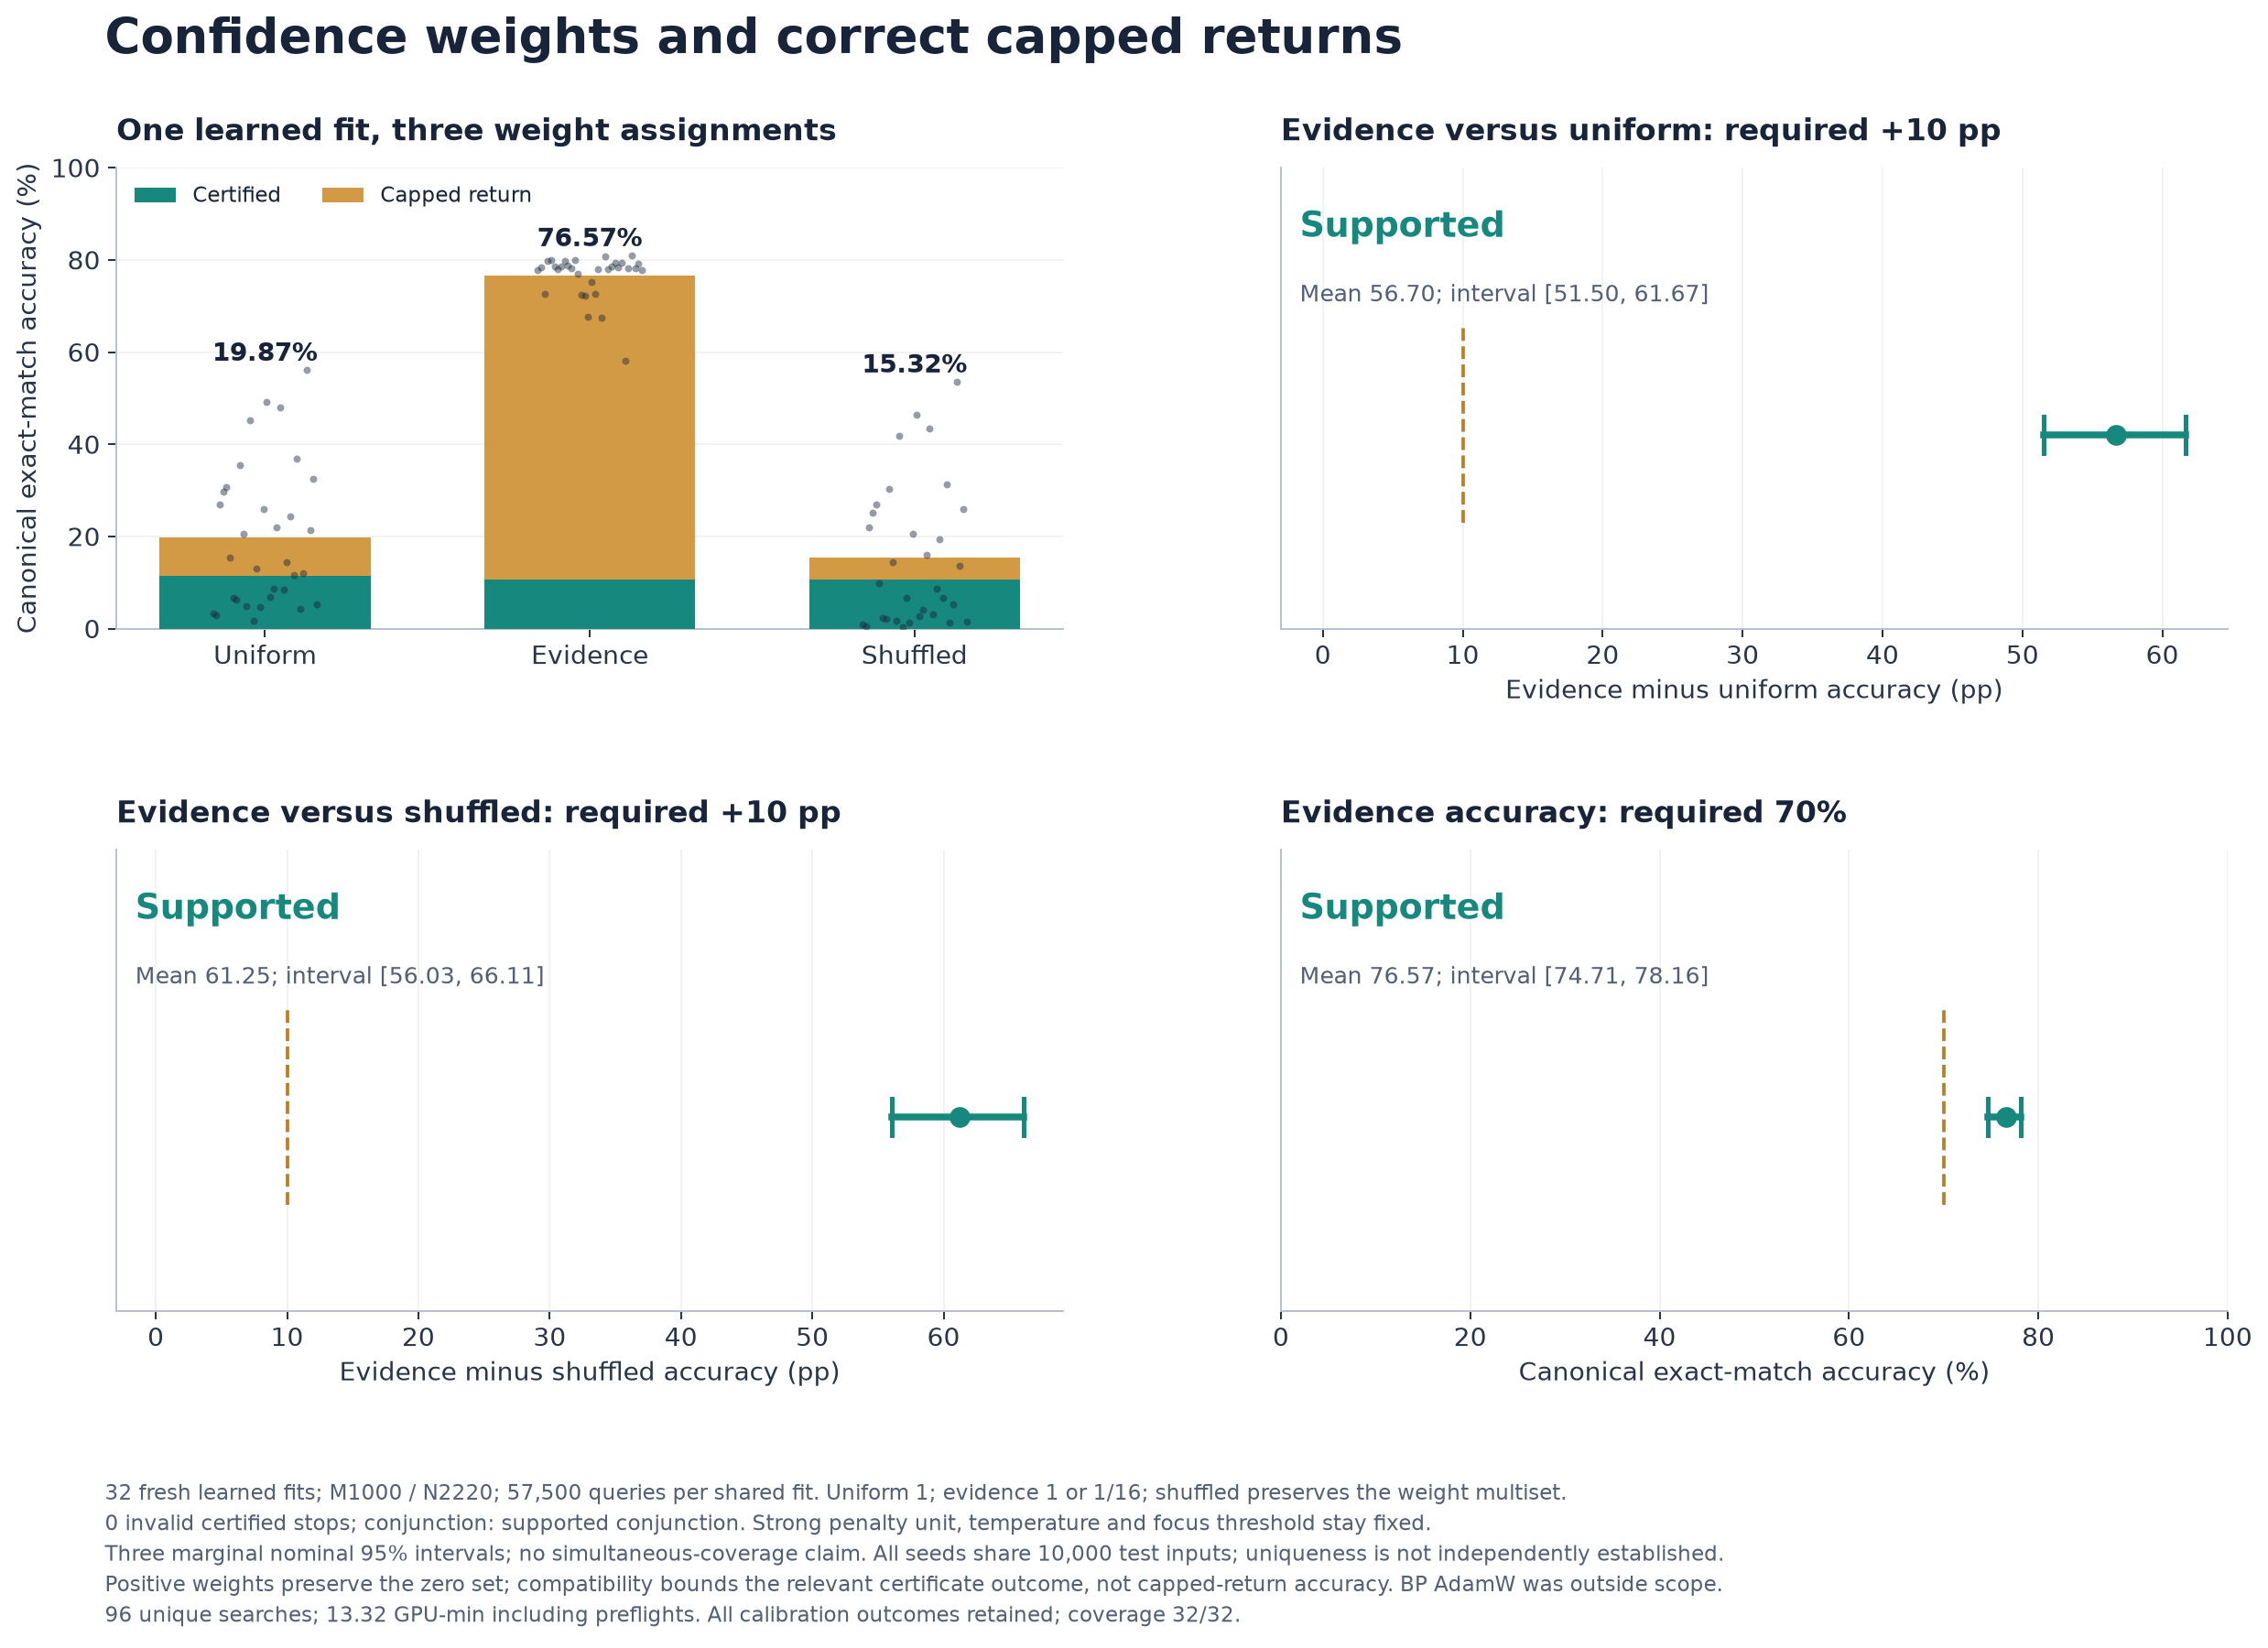 Confidence weights and correct capped returns
One learned fit, three weight assignments
Canonical exact-match accuracy (%)
100
80
60
40
20
0
Certified
Capped return
19.87%
76.57%
15.32%
Uniform
Evidence
Shuffled
Evidence versus uniform: required +10 pp
Supported
Mean 56.70; interval [51.50, 61.67]
0 10 20 30 40 50 60
Evidence minus uniform accuracy (pp)
Evidence versus shuffled: required +10 pp
Supported
Mean 61.25; interval [56.03, 66.11]
0 10 20 30 40 50 60
Evidence minus shuffled accuracy (pp)
Evidence accuracy: required 70%
Supported
Mean 76.57; interval [74.71, 78.16]
0 20 40 60 80 100
Canonical exact-match accuracy (%)
32 fresh learned fits; M1000 / N2220; 57,500 queries per shared fit. Uniform 1; evidence 1 or 1/16; shuffled preserves the weight multiset.
0 invalid certified stops; conjunction: supported conjunction. Strong penalty unit, temperature and focus threshold stay fixed.
Three marginal nominal 95% intervals; no simultaneous-coverage claim. All seeds share 10,000 test inputs; uniqueness is not independently established.
Positive weights preserve the zero set; compatibility bounds the relevant certificate outcome, not capped-return accuracy. BP AdamW was outside scope.
96 unique searches; 13.32 GPU-min including preflights. All calibration outcomes retained; coverage 32/32.